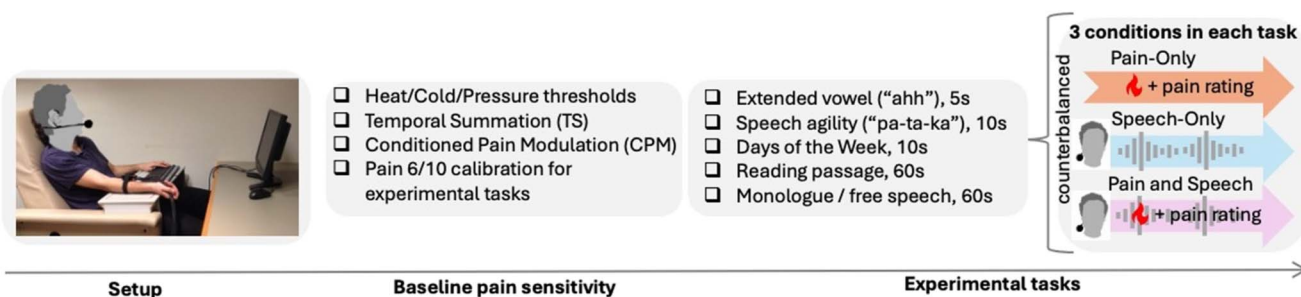 Heat/Cold/Pressure thresholds
Temporal Summation (TS)
Conditioned Pain Modulation (CPM)
Pain 6/10 calibration for
experimental tasks
Extended vowel (“ahh”), 5s
Speech agility (“pa-ta-ka”), 10s
Days of the Week, 10s
Reading passage, 60s
Monologue / free speech, 60s
counterbalanced
3 conditions in each task
Pain-Only
+ pain rating
Speech-Only
Pain and Speech
+ pain rating
Setup
Baseline pain sensitivity
Experimental tasks